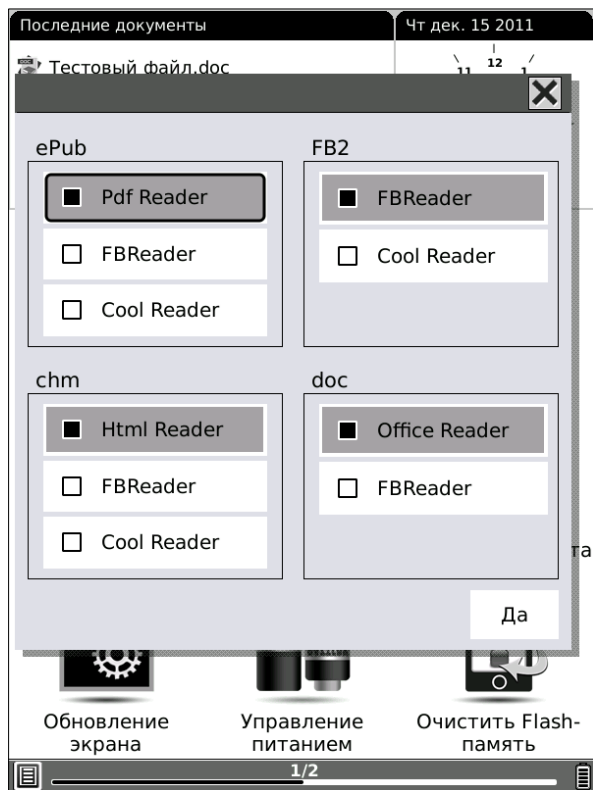 Последние документы
Чт дек. 15 2011
Тестовый файл.doc
11 12 1
ePub
Pdf Reader
FBReader
Cool Reader
FB2
FBReader
Cool Reader
chm
Html Reader
FBReader
Cool Reader
doc
Office Reader
FBReader
та
Да
Обновление
экрана
Управление
питанием
Очистить Flash-
память
1/2